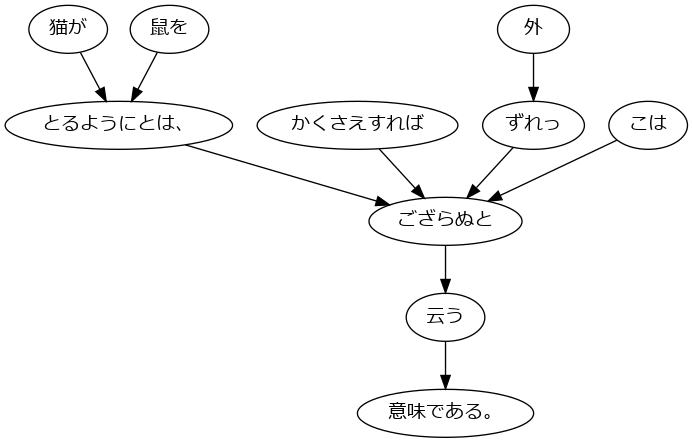 猫が
鼠を
外
とるようにとは、
かくさえすれば
ずれっ
こは
ござらぬと
云う
意味である。